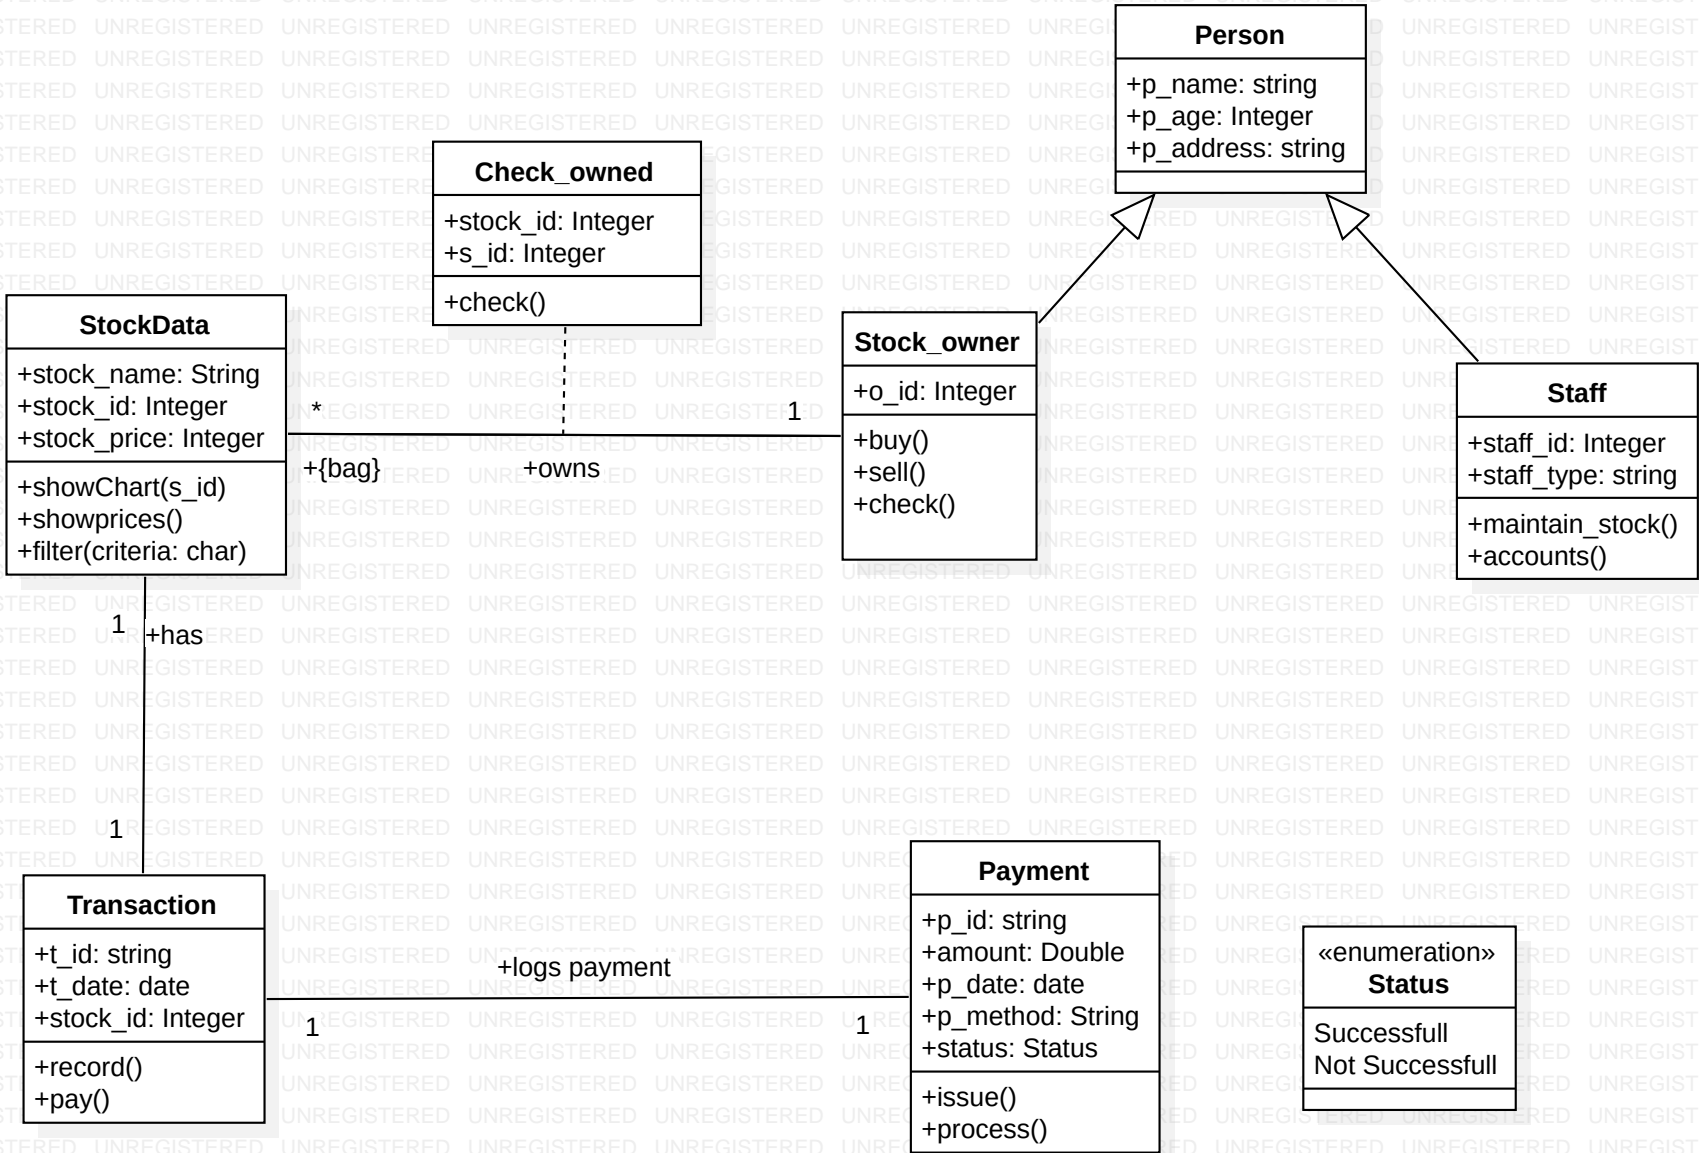 Person
+p_name: string
+p_age: Integer
+p_address: string
Check_owned
+stock_id: Integer
+s_id: Integer
+check()
StockData
+stock_name: String
+stock_id: Integer
+stock_price: Integer
+showChart(s_id)
+showprices()
+filter(criteria: char)
*
+{bag}
+owns
1
Stock_owner
+o_id: Integer
+buy()
+sell()
+check()
Staff
+staff_id: Integer
+staff_type: string
+maintain_stock()
+accounts()
1
+has
1
Transaction
+t_id: string
+t_date: date
+stock_id: Integer
+record()
+pay()
+logs payment
1
1
Payment
+p_id: string
+amount: Double
+p_date: date
+p_method: String
+status: Status
+issue()
+process()
«enumeration»
Status
Successfull
Not Successfull
UNREGISTERED